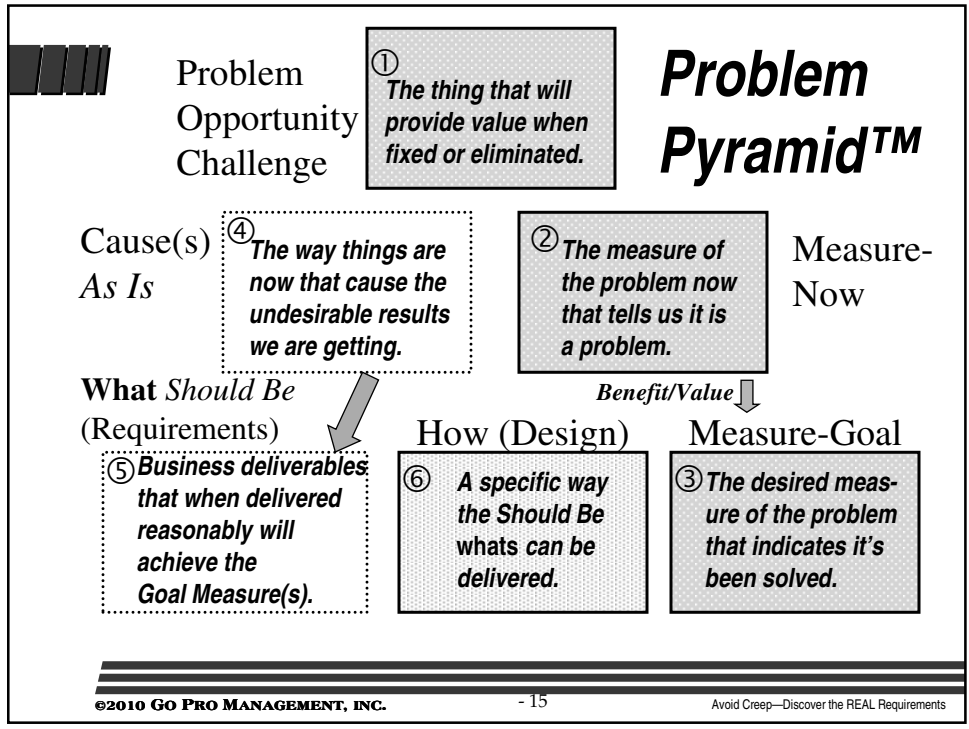 Problem
Opportunity
Challenge
①
The thing that will
provide value when
fixed or eliminated.
Problem
Pyramid™
Cause(s)
As Is
④
The way things are
now that cause the
undesirable results
we are getting.
②
The measure of
the problem now
that tells us it is
a problem.
Measure-
Now
What Should Be
(Requirements)
Benefit/Value
How (Design)
Measure-Goal
⑤
Business deliverables
that when delivered
reasonably will
achieve the
Goal Measure(s).
⑥
A specific way
the Should Be
whats can be
delivered.
③
The desired meas-
ure of the problem
that indicates it's
been solved.
©2010 GO PRO MANAGEMENT, INC.
- 15
Avoid Creep—Discover the REAL Requirements